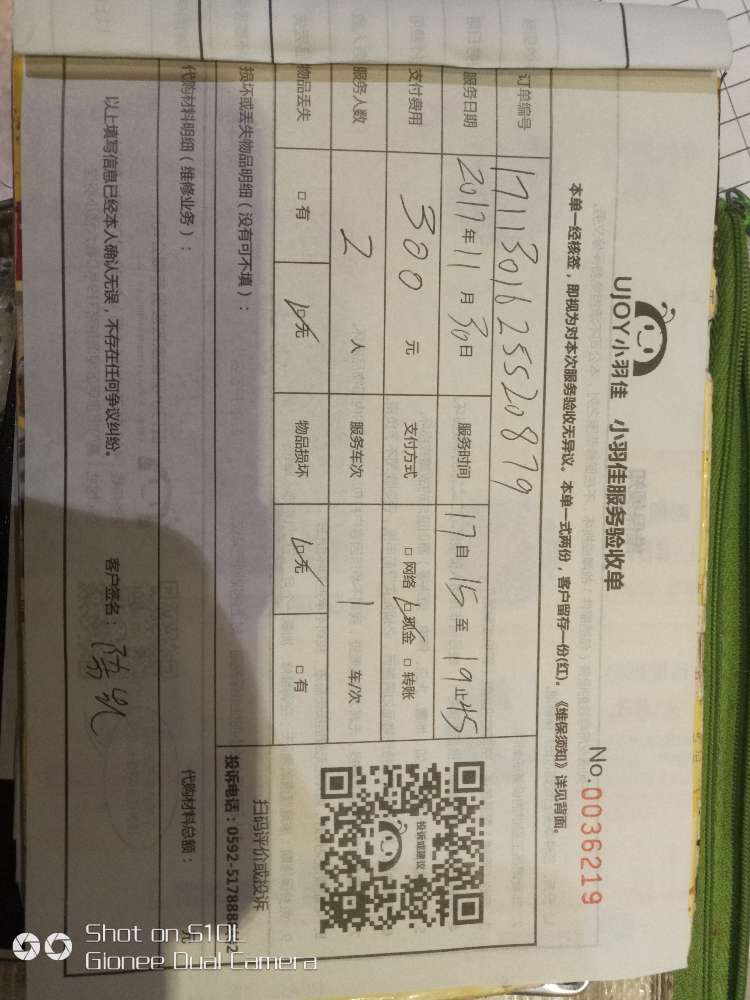 UJOY小羽佳 小羽佳服务验收单
No.0036219
本单一经核签，即视为对本次服务验收无异议。本单一式两份，客户留存一份(红)。《维保须知》详见背面。
订单编号 1711301625520879
服务日期 2017年11月30日 服务时间 17自15至19止45
支付费用 300元 支付方式 □网络 ☑现金 □转账
服务人数 2人 服务车次 1车/次
物品丢失 □有 ☑无 物品损坏 ☑无 □有
投诉或建议
扫码评价或投诉
损坏或丢失物品明细（没有可不填）：
投诉电话：0592-5178888
代购材料明细（维修业务）：
代购材料总额： 元
以上填写信息已经本人确认无误，不存在任何争议纠纷。 客户签名：
Shot on S10L
Gionee Dual Camera